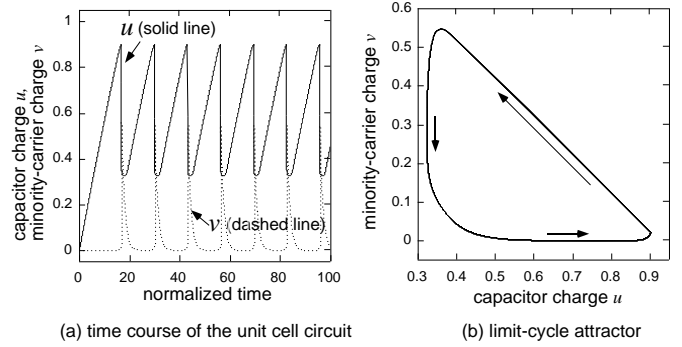 capacitor charge u,
minority-carrier charge v
1
0.8
0.6
0.4
0.2
0
u (solid line)
v (dashed line)
0 20 40 60 80 100
normalized time
(a) time course of the unit cell circuit
minority-carrier charge v
0.6
0.5
0.4
0.3
0.2
0.1
0
0.3 0.4 0.5 0.6 0.7 0.8 0.9
capacitor charge u
(b) limit-cycle attractor